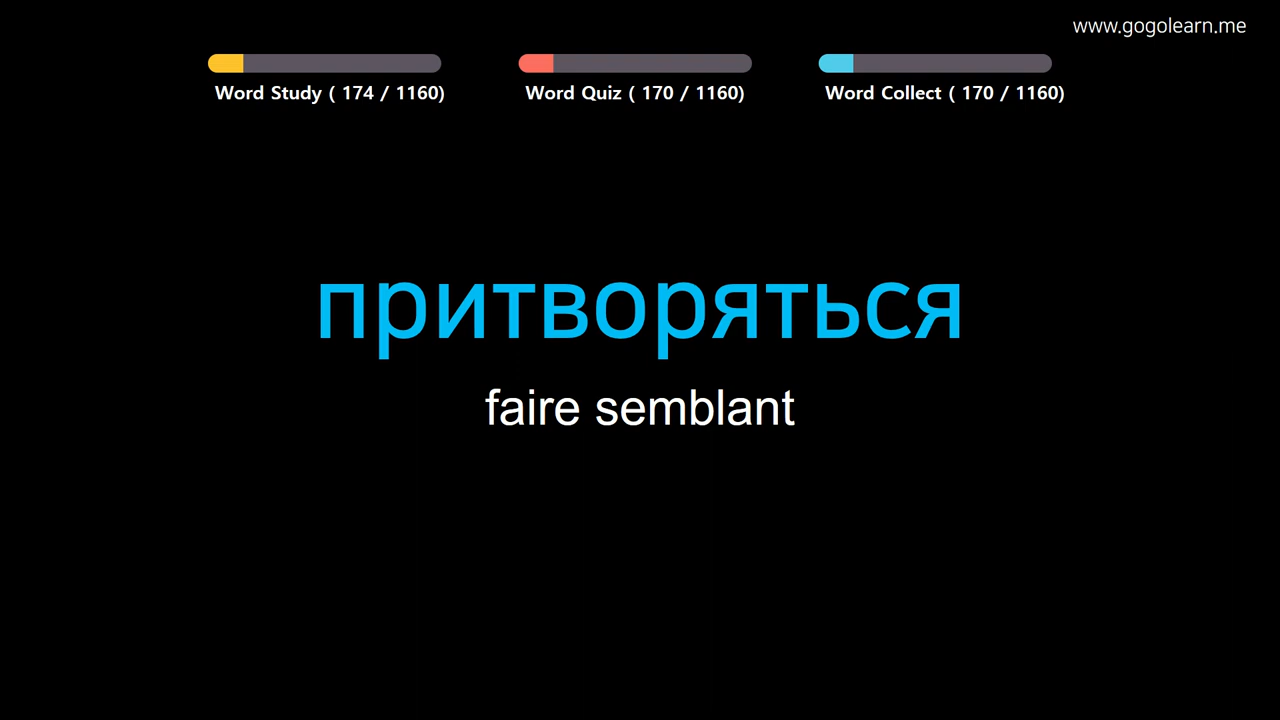 www.gogolearn.me
Word Study ( 174 / 1160)
Word Quiz ( 170 / 1160)
Word Collect ( 170 / 1160)
притворяться
faire semblant